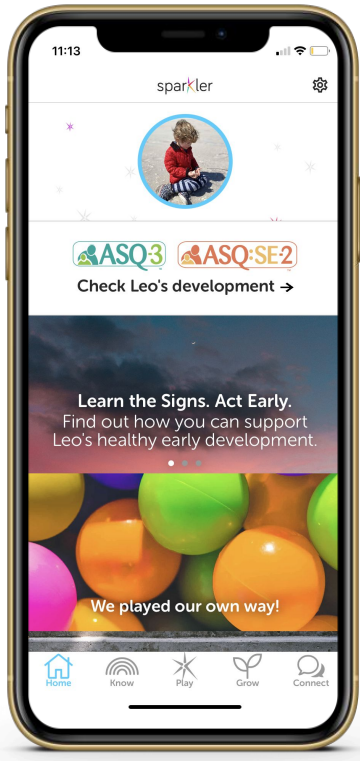 11:13
sparkler
ASQ:3 ASQ:SE-2
Check Leo's development →
Learn the Signs. Act Early.
Find out how you can support
Leo's healthy early development.
We played our own way!
Home Know Play Grow Connect